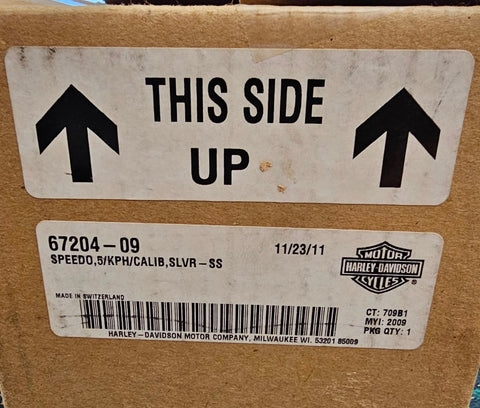 THIS SIDE
UP
67204-09
11/23/11
SPEEDO,5/KPH/CALIB,SLVR-SS
MOTOR
HARLEY-DAVIDSON
CYCLES
©
MADE IN SWITZERLAND
CT: 709B1
MYI: 2009
PKG QTY: 1
HARLEY-DAVIDSON MOTOR COMPANY, MILWAUKEE WI. 53201 85009